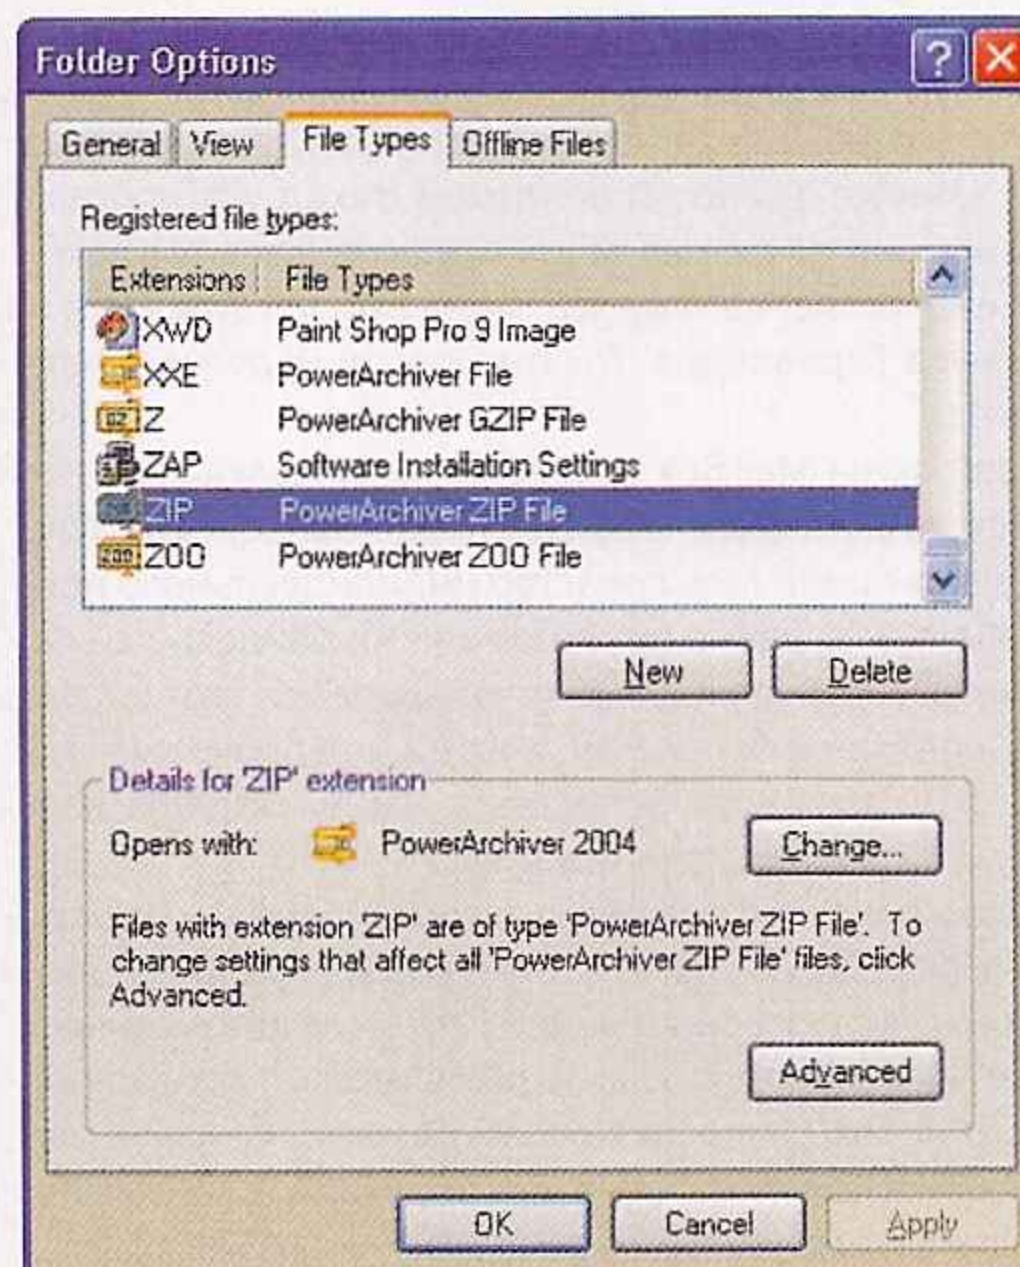 Folder Options
General View File Types Offline Files
Registered file types:
Extensions File Types
XWD Paint Shop Pro 9 Image
XXE PowerArchiver File
GZ Z PowerArchiver GZIP File
ZAP Software Installation Settings
ZIP PowerArchiver ZIP File
ZOO ZOO PowerArchiver ZOO File
New Delete
Details for 'ZIP' extension
Opens with: PowerArchiver 2004 Change...
Files with extension 'ZIP' are of type 'PowerArchiver ZIP File'. To
change settings that affect all 'PowerArchiver ZIP File' files, click
Advanced.
Advanced
OK Cancel Apply